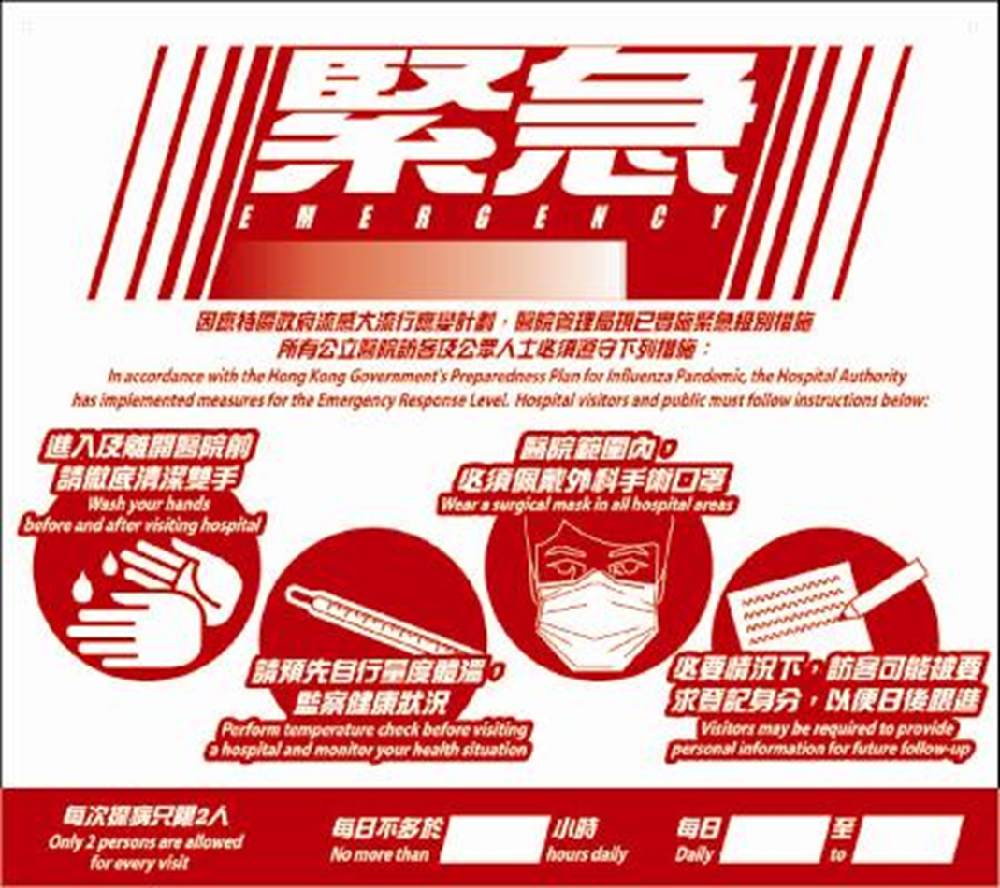 緊急
EMERGENCY
因應特區政府流感大流行應變計劃，醫院管理局現已實施緊急級別措施
所有公立醫院訪客及公眾人士必須遵守下列措施：
In accordance with the Hong Kong Government's Preparedness Plan for Influenza Pandemic, the Hospital Authority
has implemented measures for the Emergency Response Level. Hospital visitors and public must follow instructions below:
進入及離開醫院前
請徹底清潔雙手
Wash your hands
before and after visiting hospital
請預先自行量度體溫，
監察健康狀況
Perform temperature check before visiting
a hospital and monitor your health situation
醫院範圍內，
必須佩戴外科手術口罩
Wear a surgical mask in all hospital areas
必要情況下，訪客可能被要
求登記身分，以便日後跟進
Visitors may be required to provide
personal information for future follow-up
每次探病只限2人
Only 2 persons are allowed
for every visit
每日不多於 小時
No more than hours daily
每日 至
Daily to